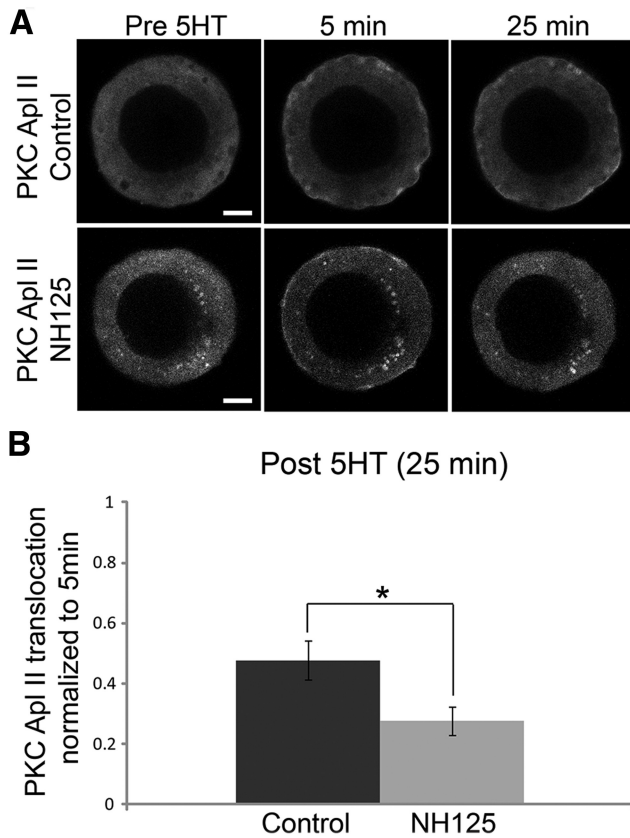 A
Pre 5HT
5 min
25 min
PKC Apl II
Control
PKC Apl II
NH125
B
Post 5HT (25 min)
PKC Apl II translocation
normalized to 5min
1
0.8
0.6
0.4
0.2
0
*
Control
NH125